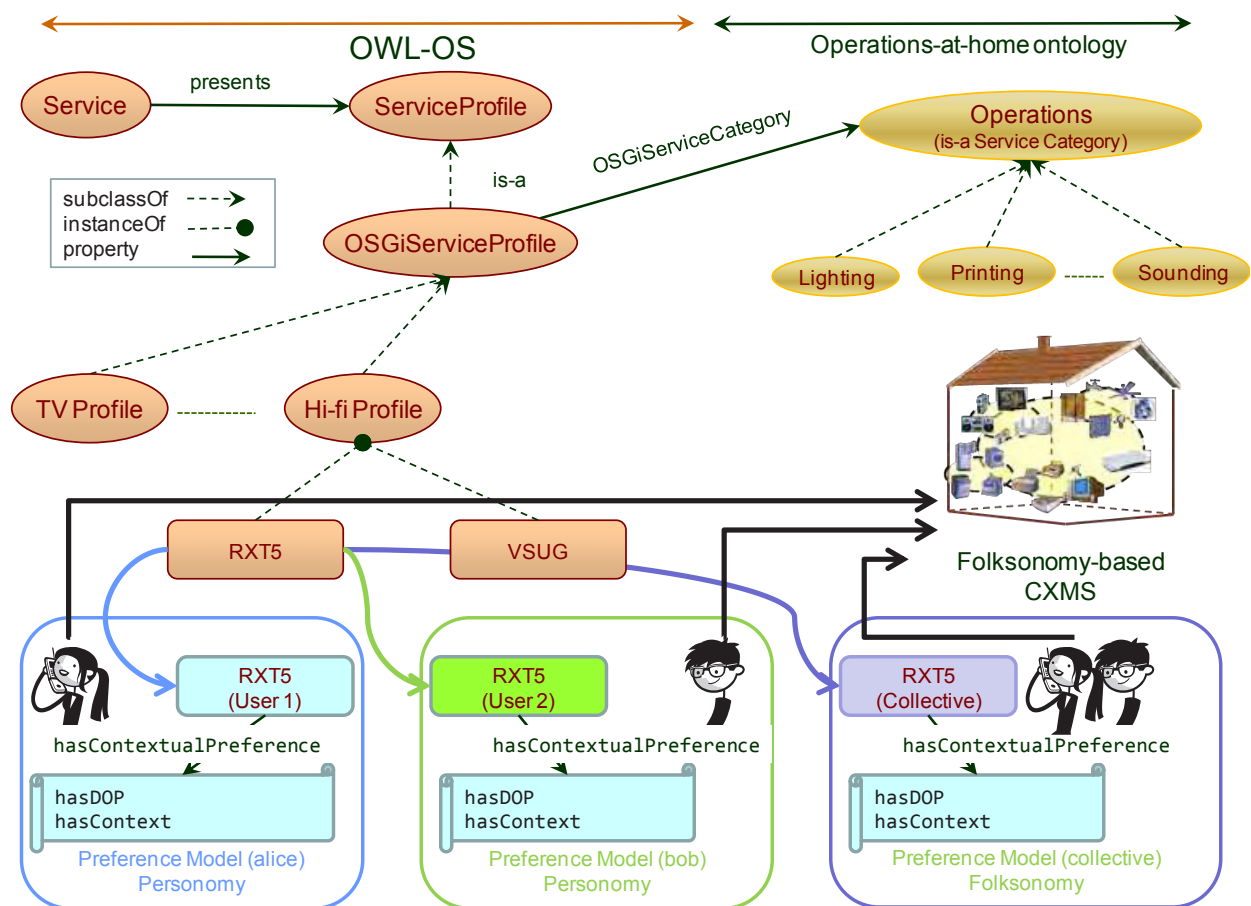 OWL-OS
Operations-at-home ontology
Service
presents
ServiceProfile
OSGiServiceCategory
Operations
(is-a Service Category)
subclassOf
instanceOf
property
is-a
OSGiServiceProfile
Lighting
Printing
Sounding
TV Profile
Hi-fi Profile
RXT5
VSUG
Folksonomy-based
CXMS
RXT5
(User 1)
hasContextualPreference
hasDOP
hasContext
Preference Model (alice)
Personomy
RXT5
(User 2)
hasContextualPreference
hasDOP
hasContext
Preference Model (bob)
Personomy
RXT5
(Collective)
hasContextualPreference
hasDOP
hasContext
Preference Model (collective)
Folksonomy